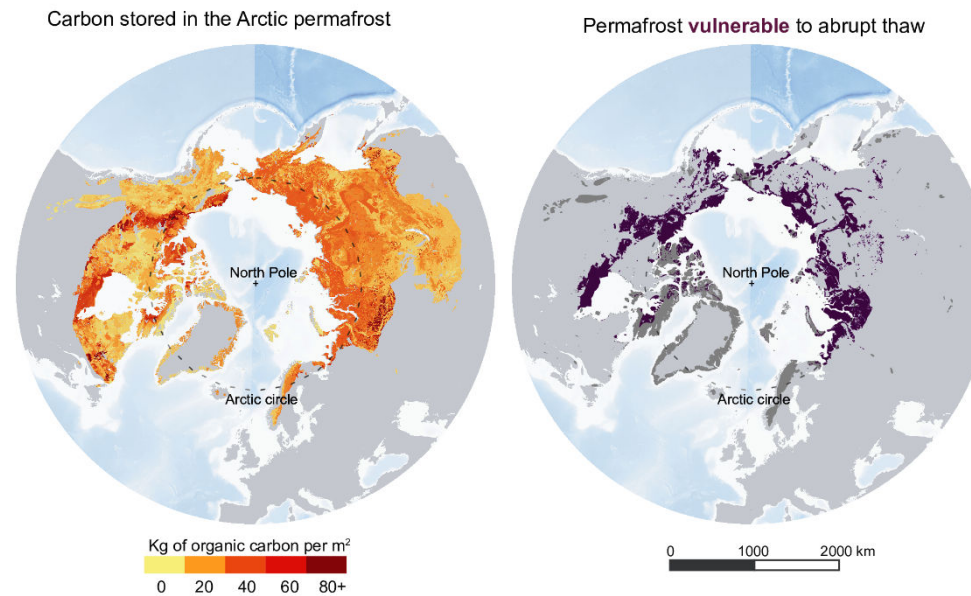 Carbon stored in the Arctic permafrost
North Pole
+
Arctic circle
Kg of organic carbon per m²
0 20 40 60 80+
Permafrost vulnerable to abrupt thaw
North Pole
+
Arctic circle
0 1000 2000 km